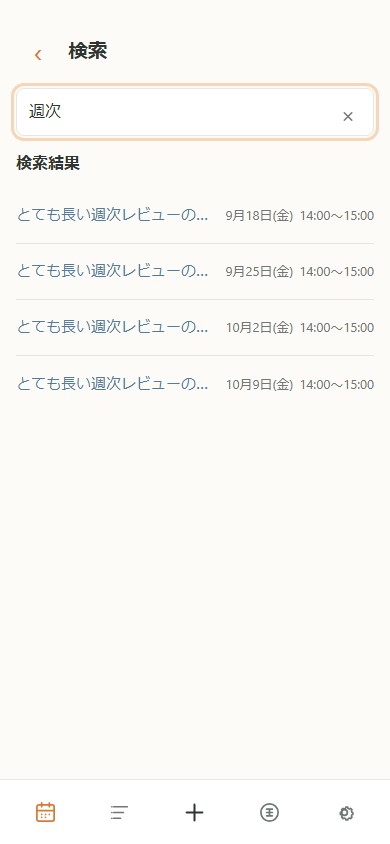 検索
週次
検索結果
とても長い週次レビューの... 9月18日(金) 14:00〜15:00
とても長い週次レビューの... 9月25日(金) 14:00〜15:00
とても長い週次レビューの... 10月2日(金) 14:00〜15:00
とても長い週次レビューの... 10月9日(金) 14:00〜15:00